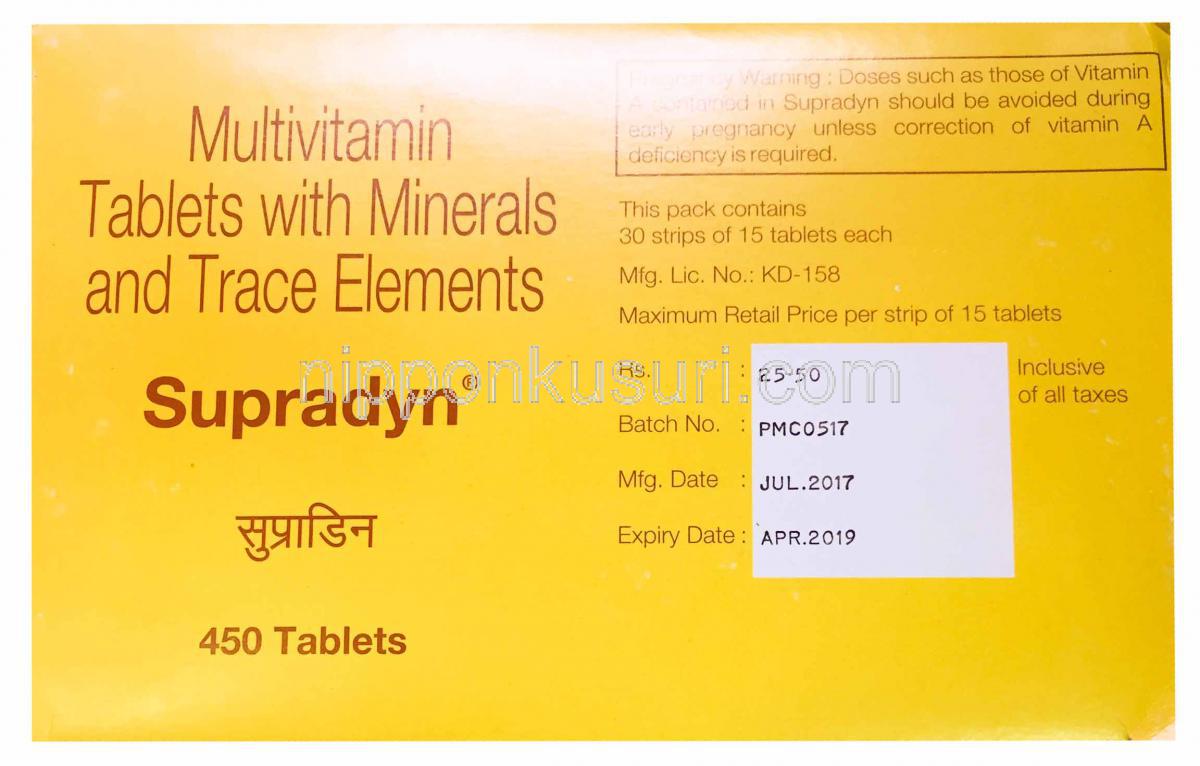 Multivitamin
Tablets with Minerals
and Trace Elements
Supradyn®
सुप्राडिन
450 Tablets
Pregnancy Warning : Doses such as those of Vitamin
A contained in Supradyn should be avoided during
early pregnancy unless correction of vitamin A
deficiency is required.
This pack contains
30 strips of 15 tablets each
Mfg. Lic. No.: KD-158
Maximum Retail Price per strip of 15 tablets
Rs. : 25-50 Inclusive
of all taxes
Batch No. : PMC0517
Mfg. Date : JUL.2017
Expiry Date : APR.2019
nipponkusuri.com